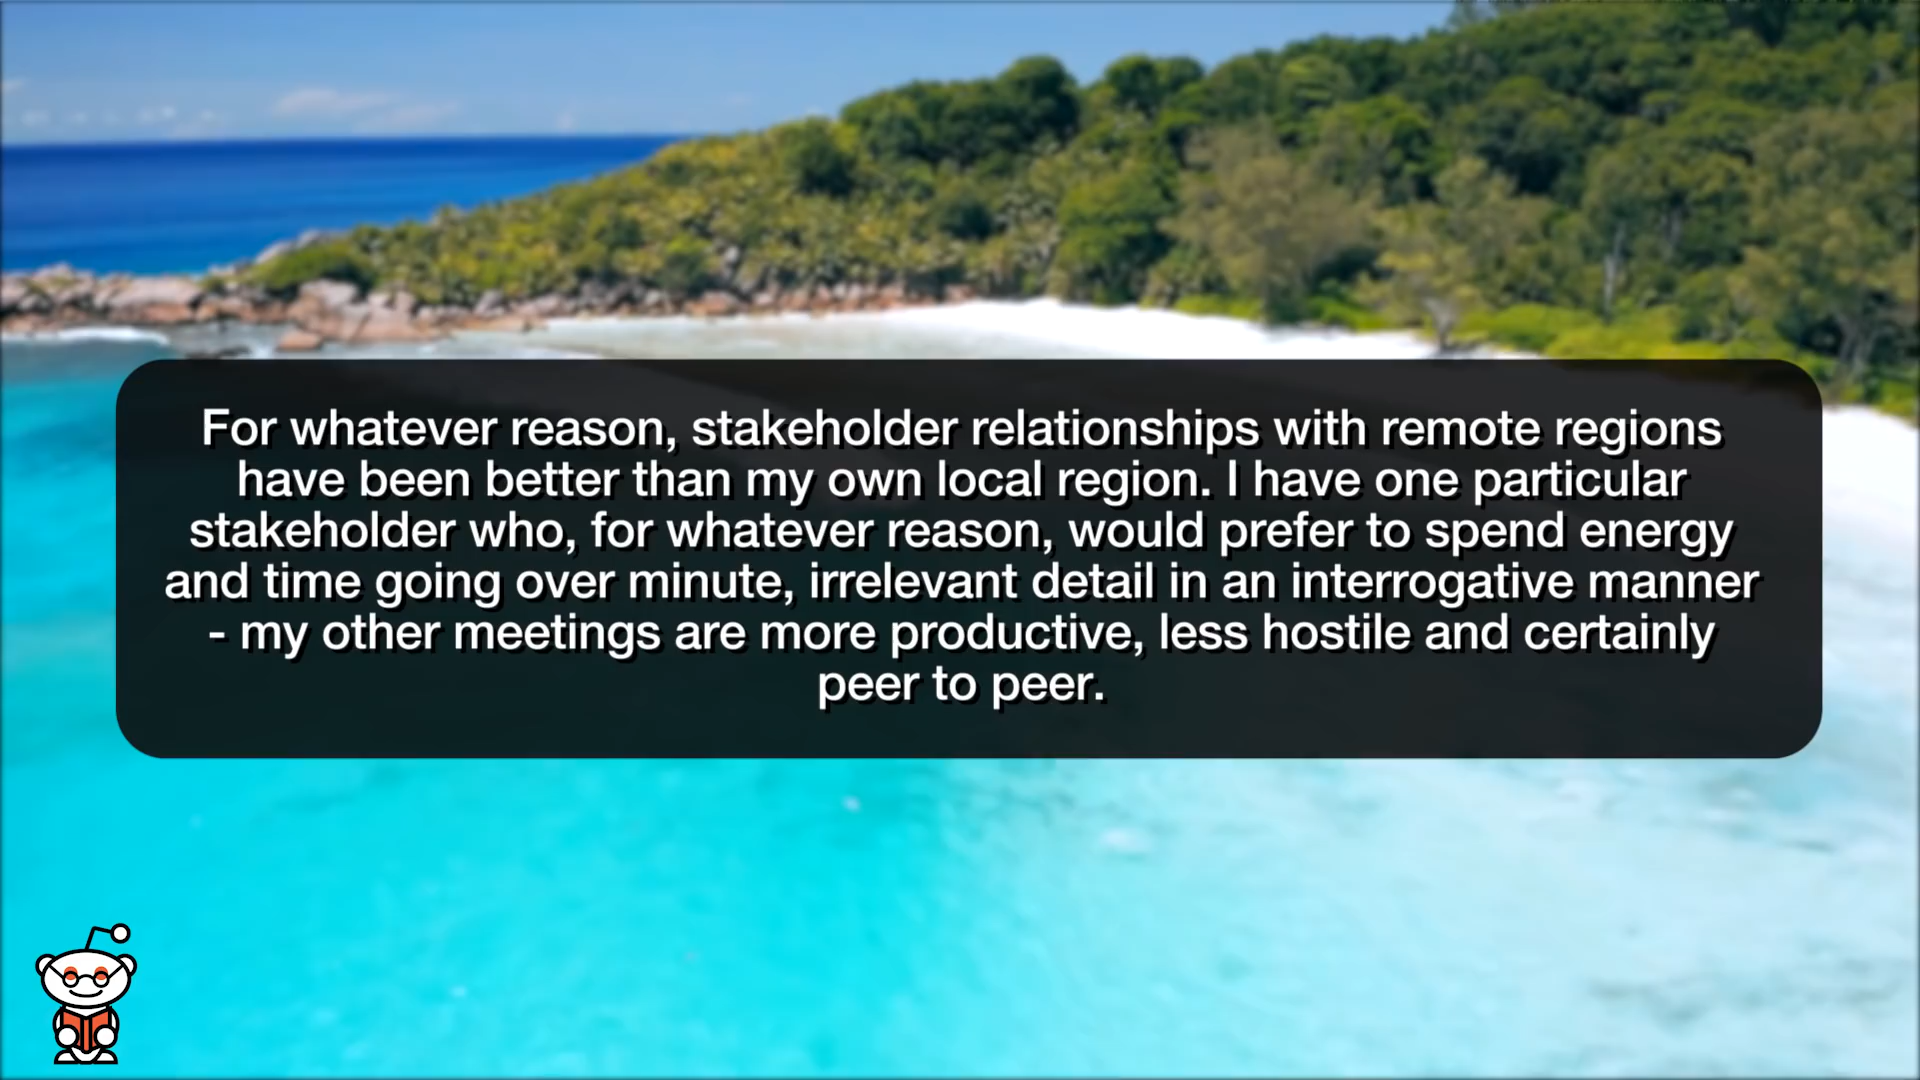 For whatever reason, stakeholder relationships with remote regions
have been better than my own local region. I have one particular
stakeholder who, for whatever reason, would prefer to spend energy
and time going over minute, irrelevant detail in an interrogative manner
- my other meetings are more productive, less hostile and certainly
peer to peer.